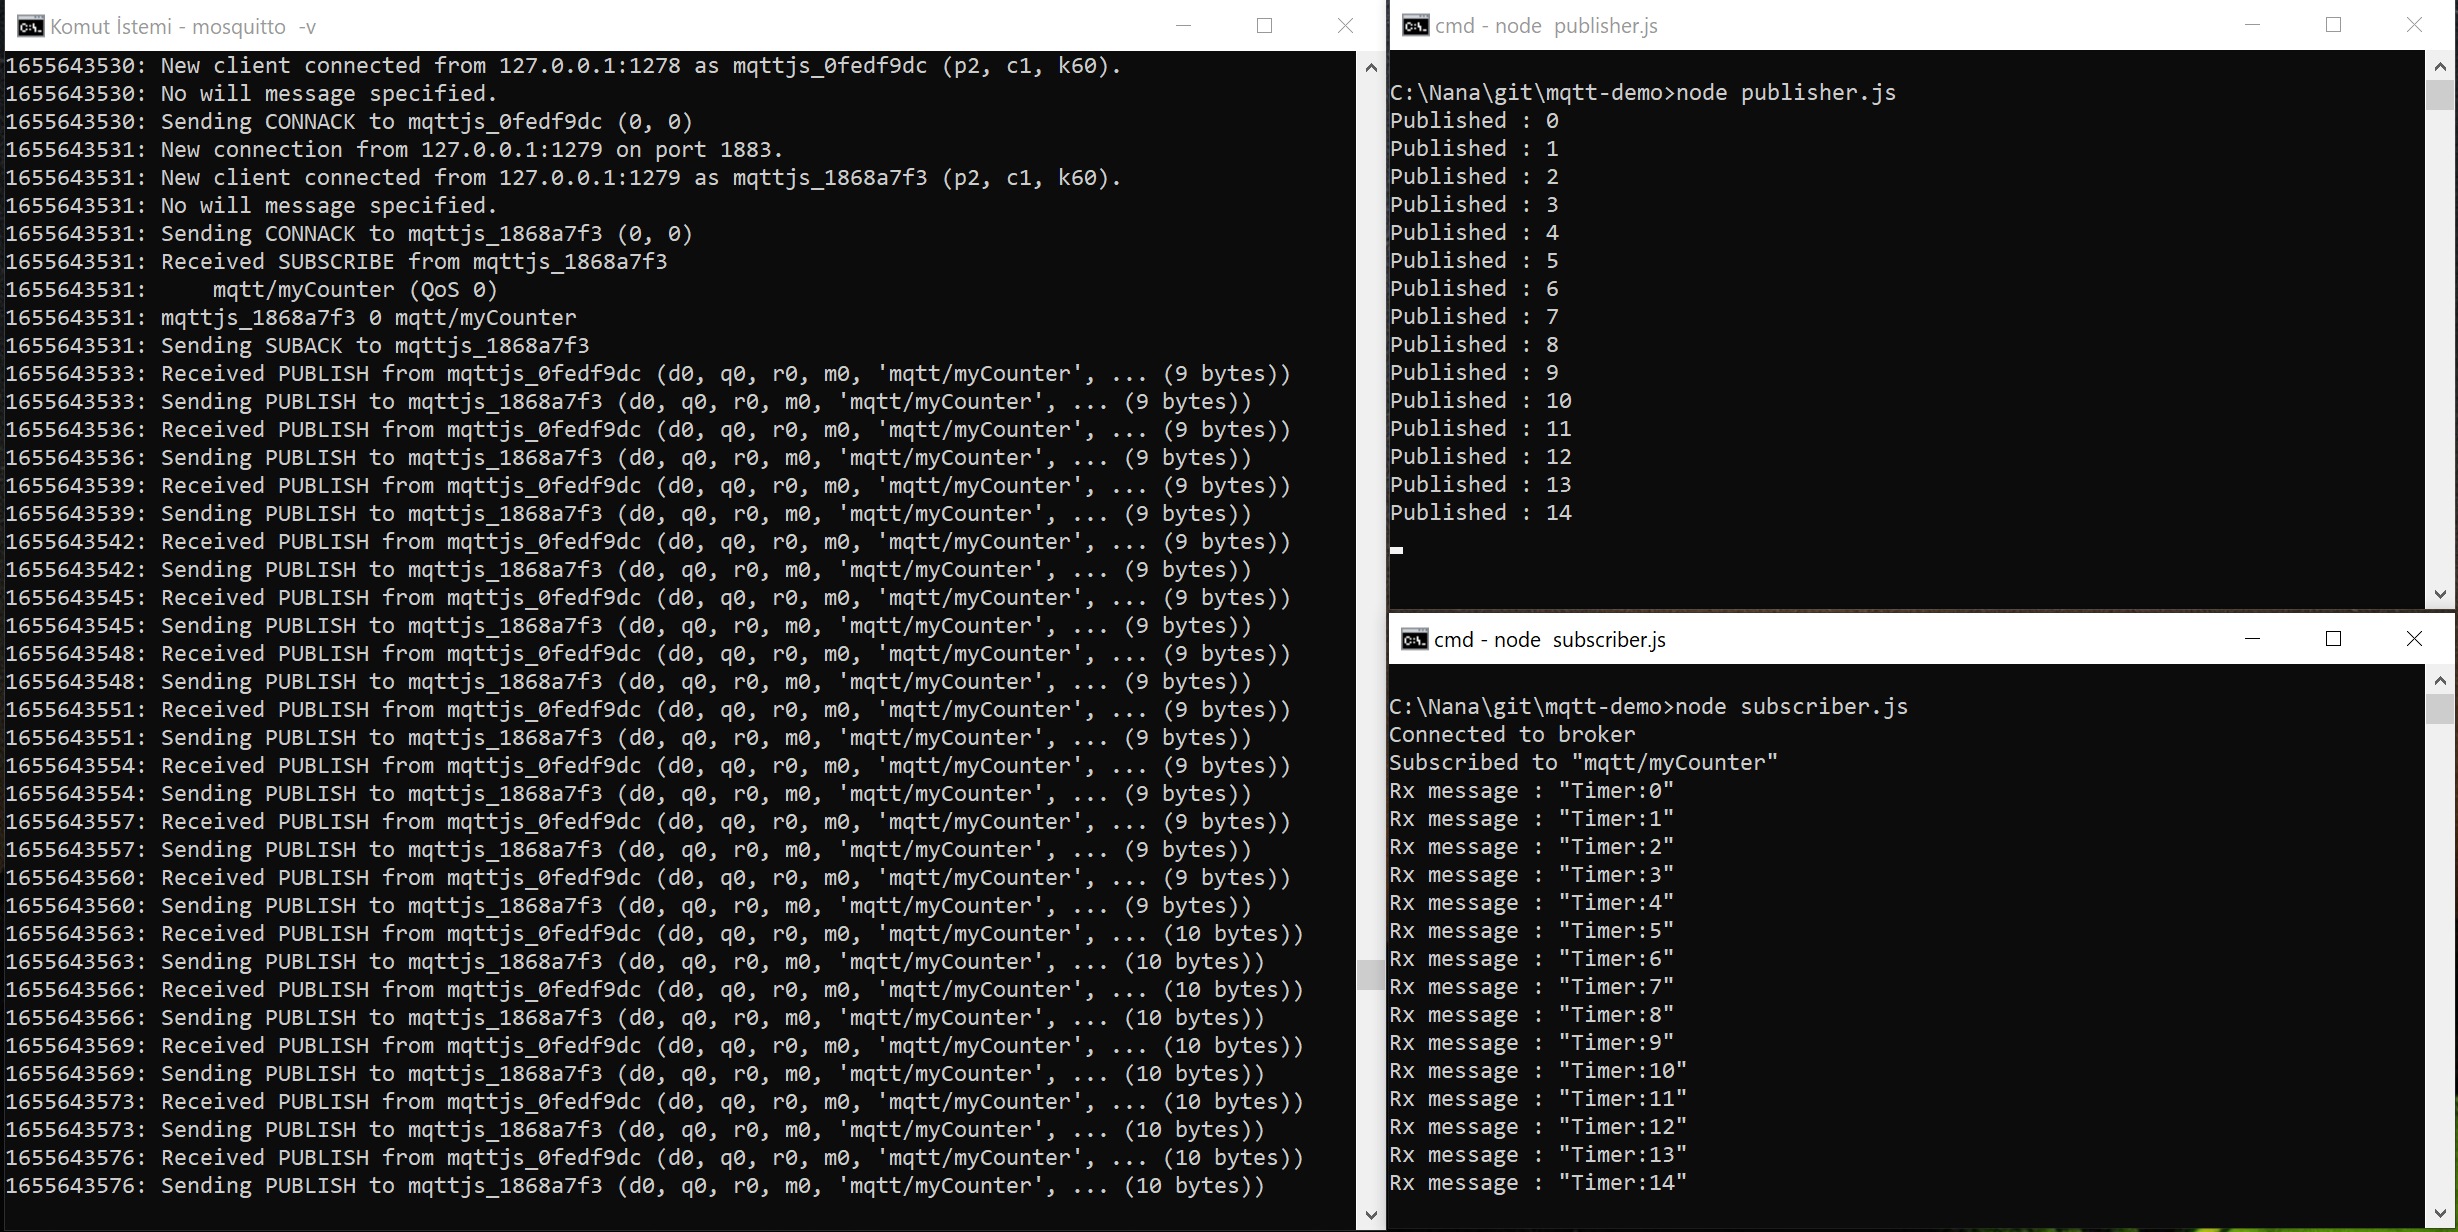 Komut İstemi - mosquitto -v
1655643530: New client connected from 127.0.0.1:1278 as mqttjs_0fedf9dc (p2, c1, k60).
1655643530: No will message specified.
1655643530: Sending CONNACK to mqttjs_0fedf9dc (0, 0)
1655643531: New connection from 127.0.0.1:1279 on port 1883.
1655643531: New client connected from 127.0.0.1:1279 as mqttjs_1868a7f3 (p2, c1, k60).
1655643531: No will message specified.
1655643531: Sending CONNACK to mqttjs_1868a7f3 (0, 0)
1655643531: Received SUBSCRIBE from mqttjs_1868a7f3
1655643531:     mqtt/myCounter (QoS 0)
1655643531: mqttjs_1868a7f3 0 mqtt/myCounter
1655643531: Sending SUBACK to mqttjs_1868a7f3
1655643533: Received PUBLISH from mqttjs_0fedf9dc (d0, q0, r0, m0, 'mqtt/myCounter', ... (9 bytes))
1655643533: Sending PUBLISH to mqttjs_1868a7f3 (d0, q0, r0, m0, 'mqtt/myCounter', ... (9 bytes))
1655643536: Received PUBLISH from mqttjs_0fedf9dc (d0, q0, r0, m0, 'mqtt/myCounter', ... (9 bytes))
1655643536: Sending PUBLISH to mqttjs_1868a7f3 (d0, q0, r0, m0, 'mqtt/myCounter', ... (9 bytes))
1655643539: Received PUBLISH from mqttjs_0fedf9dc (d0, q0, r0, m0, 'mqtt/myCounter', ... (9 bytes))
1655643539: Sending PUBLISH to mqttjs_1868a7f3 (d0, q0, r0, m0, 'mqtt/myCounter', ... (9 bytes))
1655643542: Received PUBLISH from mqttjs_0fedf9dc (d0, q0, r0, m0, 'mqtt/myCounter', ... (9 bytes))
1655643542: Sending PUBLISH to mqttjs_1868a7f3 (d0, q0, r0, m0, 'mqtt/myCounter', ... (9 bytes))
1655643545: Received PUBLISH from mqttjs_0fedf9dc (d0, q0, r0, m0, 'mqtt/myCounter', ... (9 bytes))
1655643545: Sending PUBLISH to mqttjs_1868a7f3 (d0, q0, r0, m0, 'mqtt/myCounter', ... (9 bytes))
1655643548: Received PUBLISH from mqttjs_0fedf9dc (d0, q0, r0, m0, 'mqtt/myCounter', ... (9 bytes))
1655643548: Sending PUBLISH to mqttjs_1868a7f3 (d0, q0, r0, m0, 'mqtt/myCounter', ... (9 bytes))
1655643551: Received PUBLISH from mqttjs_0fedf9dc (d0, q0, r0, m0, 'mqtt/myCounter', ... (9 bytes))
1655643551: Sending PUBLISH to mqttjs_1868a7f3 (d0, q0, r0, m0, 'mqtt/myCounter', ... (9 bytes))
1655643554: Received PUBLISH from mqttjs_0fedf9dc (d0, q0, r0, m0, 'mqtt/myCounter', ... (9 bytes))
1655643554: Sending PUBLISH to mqttjs_1868a7f3 (d0, q0, r0, m0, 'mqtt/myCounter', ... (9 bytes))
1655643557: Received PUBLISH from mqttjs_0fedf9dc (d0, q0, r0, m0, 'mqtt/myCounter', ... (9 bytes))
1655643557: Sending PUBLISH to mqttjs_1868a7f3 (d0, q0, r0, m0, 'mqtt/myCounter', ... (9 bytes))
1655643560: Received PUBLISH from mqttjs_0fedf9dc (d0, q0, r0, m0, 'mqtt/myCounter', ... (9 bytes))
1655643560: Sending PUBLISH to mqttjs_1868a7f3 (d0, q0, r0, m0, 'mqtt/myCounter', ... (9 bytes))
1655643563: Received PUBLISH from mqttjs_0fedf9dc (d0, q0, r0, m0, 'mqtt/myCounter', ... (10 bytes))
1655643563: Sending PUBLISH to mqttjs_1868a7f3 (d0, q0, r0, m0, 'mqtt/myCounter', ... (10 bytes))
1655643566: Received PUBLISH from mqttjs_0fedf9dc (d0, q0, r0, m0, 'mqtt/myCounter', ... (10 bytes))
1655643566: Sending PUBLISH to mqttjs_1868a7f3 (d0, q0, r0, m0, 'mqtt/myCounter', ... (10 bytes))
1655643569: Received PUBLISH from mqttjs_0fedf9dc (d0, q0, r0, m0, 'mqtt/myCounter', ... (10 bytes))
1655643569: Sending PUBLISH to mqttjs_1868a7f3 (d0, q0, r0, m0, 'mqtt/myCounter', ... (10 bytes))
1655643573: Received PUBLISH from mqttjs_0fedf9dc (d0, q0, r0, m0, 'mqtt/myCounter', ... (10 bytes))
1655643573: Sending PUBLISH to mqttjs_1868a7f3 (d0, q0, r0, m0, 'mqtt/myCounter', ... (10 bytes))
1655643576: Received PUBLISH from mqttjs_0fedf9dc (d0, q0, r0, m0, 'mqtt/myCounter', ... (10 bytes))
1655643576: Sending PUBLISH to mqttjs_1868a7f3 (d0, q0, r0, m0, 'mqtt/myCounter', ... (10 bytes))
cmd - node publisher.js
C:\Nana\git\mqtt-demo>node publisher.js
Published : 0
Published : 1
Published : 2
Published : 3
Published : 4
Published : 5
Published : 6
Published : 7
Published : 8
Published : 9
Published : 10
Published : 11
Published : 12
Published : 13
Published : 14
cmd - node subscriber.js
C:\Nana\git\mqtt-demo>node subscriber.js
Connected to broker
Subscribed to "mqtt/myCounter"
Rx message : "Timer:0"
Rx message : "Timer:1"
Rx message : "Timer:2"
Rx message : "Timer:3"
Rx message : "Timer:4"
Rx message : "Timer:5"
Rx message : "Timer:6"
Rx message : "Timer:7"
Rx message : "Timer:8"
Rx message : "Timer:9"
Rx message : "Timer:10"
Rx message : "Timer:11"
Rx message : "Timer:12"
Rx message : "Timer:13"
Rx message : "Timer:14"